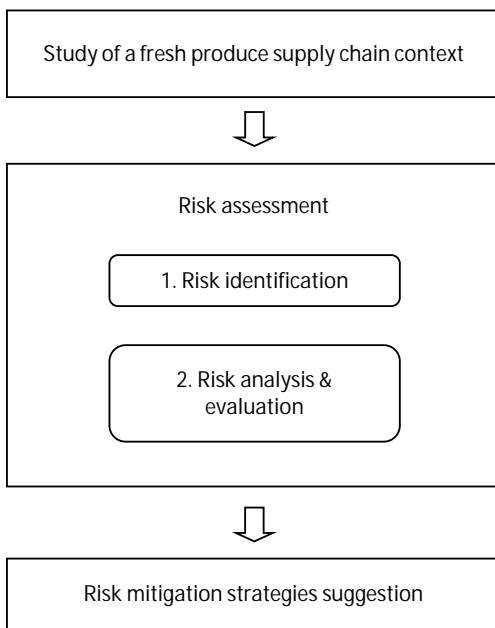 Study of a fresh produce supply chain context
Risk assessment
1. Risk identification
2. Risk analysis &
evaluation
Risk mitigation strategies suggestion